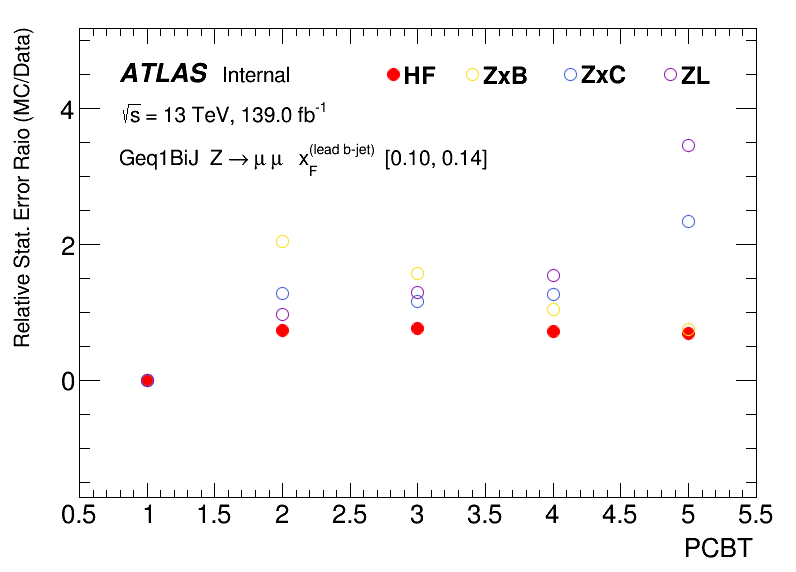 Relative Stat. Error Raio (MC/Data)
ATLAS Internal
HF ZxB ZxC ZL
√s = 13 TeV, 139.0 fb⁻¹
Geq1BiJ Z → μ μ x_F^(lead b-jet) [0.10, 0.14]
4
2
0
0.5 1 1.5 2 2.5 3 3.5 4 4.5 5 5.5
PCBT